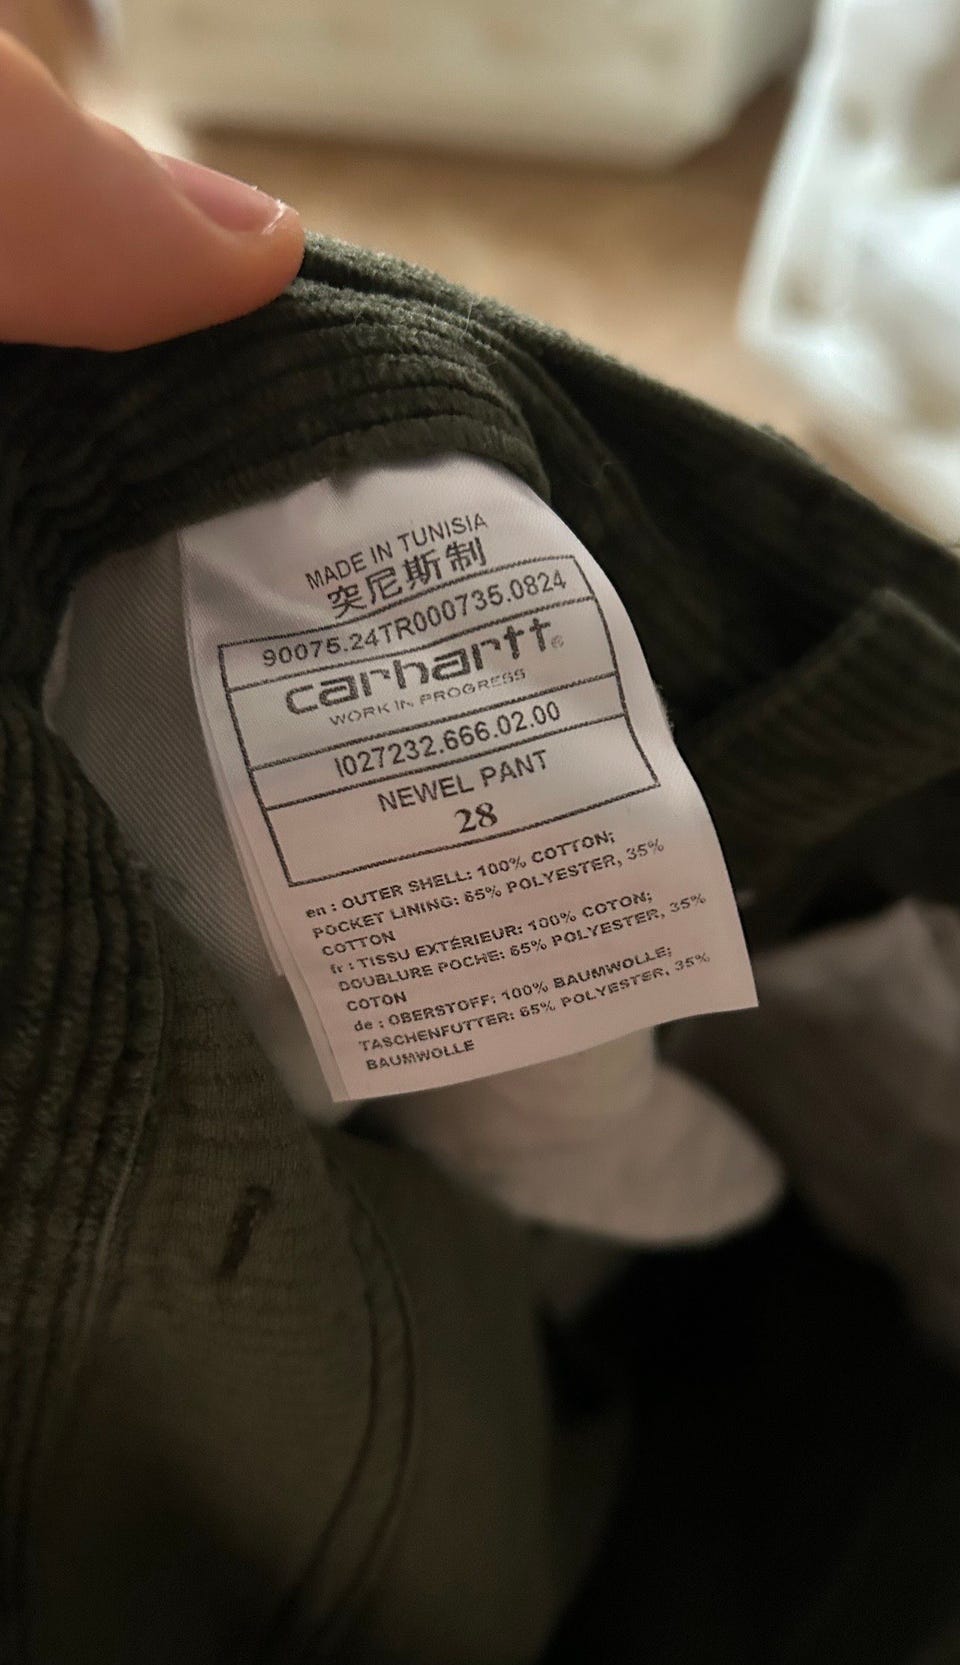 MADE IN TUNISIA
突尼斯制
90075.24TR000735.0824
carhartt®
WORK IN PROGRESS
I027232.666.02.00
NEWEL PANT
28
en : OUTER SHELL: 100% COTTON;
POCKET LINING: 65% POLYESTER, 35%
COTTON
fr : TISSU EXTÉRIEUR: 100% COTON;
DOUBLURE POCHE: 65% POLYESTER, 35%
COTON
de : OBERSTOFF: 100% BAUMWOLLE;
TASCHENFUTTER: 65% POLYESTER, 35%
BAUMWOLLE